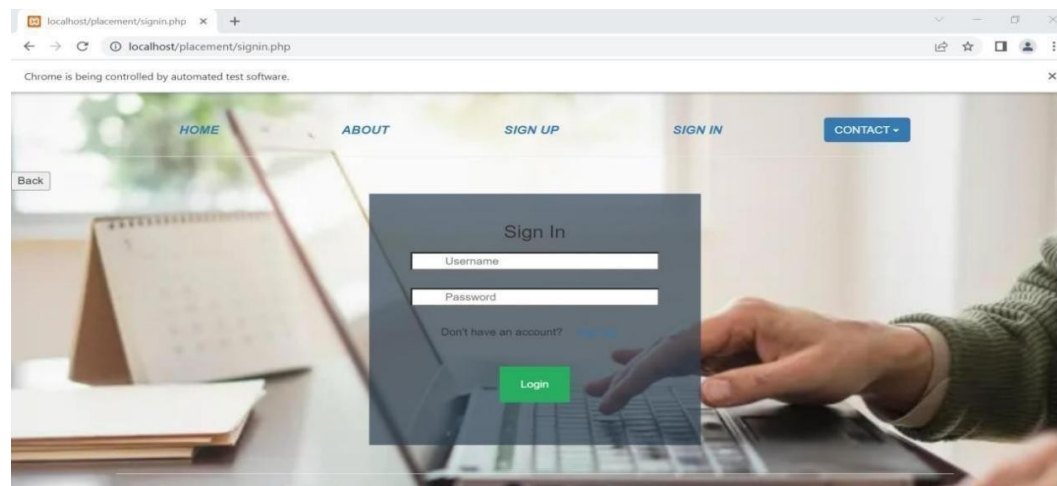 localhost/placement/signin.php
localhost/placement/signin.php
Chrome is being controlled by automated test software.
HOME ABOUT SIGN UP SIGN IN CONTACT
Back
Sign In
Username
Password
Don't have an account?
Login